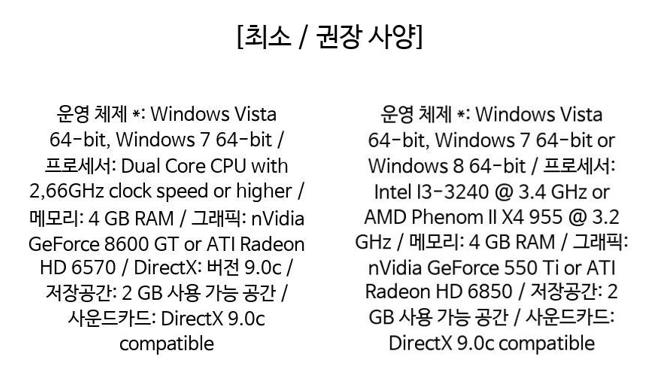 [최소 / 권장 사양]
운영 체제 *: Windows Vista
64-bit, Windows 7 64-bit /
프로세서: Dual Core CPU with
2,66GHz clock speed or higher /
메모리: 4 GB RAM / 그래픽: nVidia
GeForce 8600 GT or ATI Radeon
HD 6570 / DirectX: 버전 9.0c /
저장공간: 2 GB 사용 가능 공간 /
사운드카드: DirectX 9.0c
compatible
운영 체제 *: Windows Vista
64-bit, Windows 7 64-bit or
Windows 8 64-bit / 프로세서:
Intel I3-3240 @ 3.4 GHz or
AMD Phenom II X4 955 @ 3.2
GHz / 메모리: 4 GB RAM / 그래픽:
nVidia GeForce 550 Ti or ATI
Radeon HD 6850 / 저장공간: 2
GB 사용 가능 공간 / 사운드카드:
DirectX 9.0c compatible